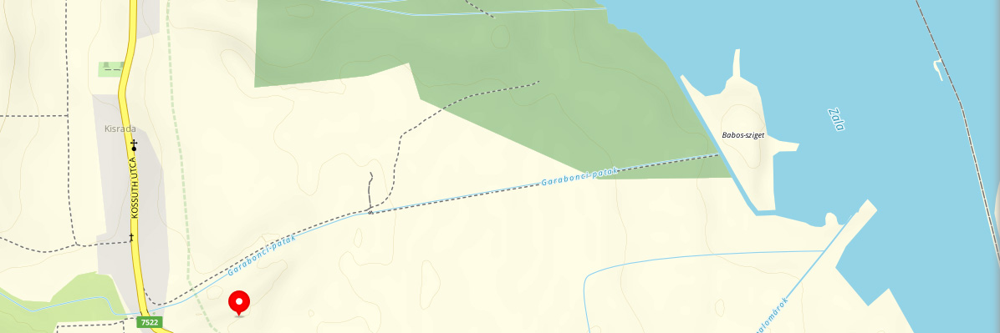 Zala
Kisrada
Babos-sziget
KOSSUTH UTCA
Garabonci-patak
Garabonci-patak
7522